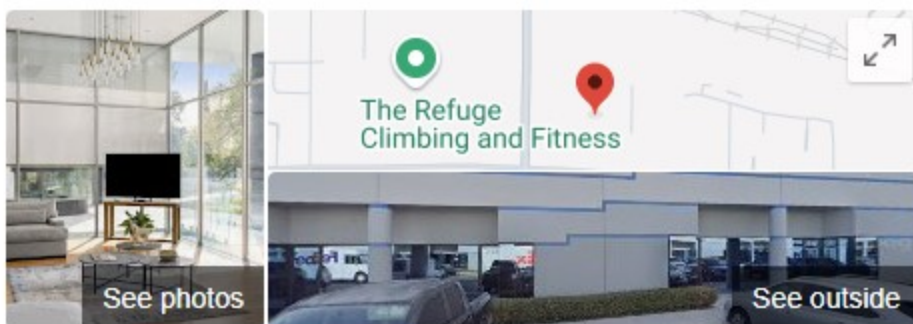 The Refuge
Climbing and Fitness
See photos
See outside